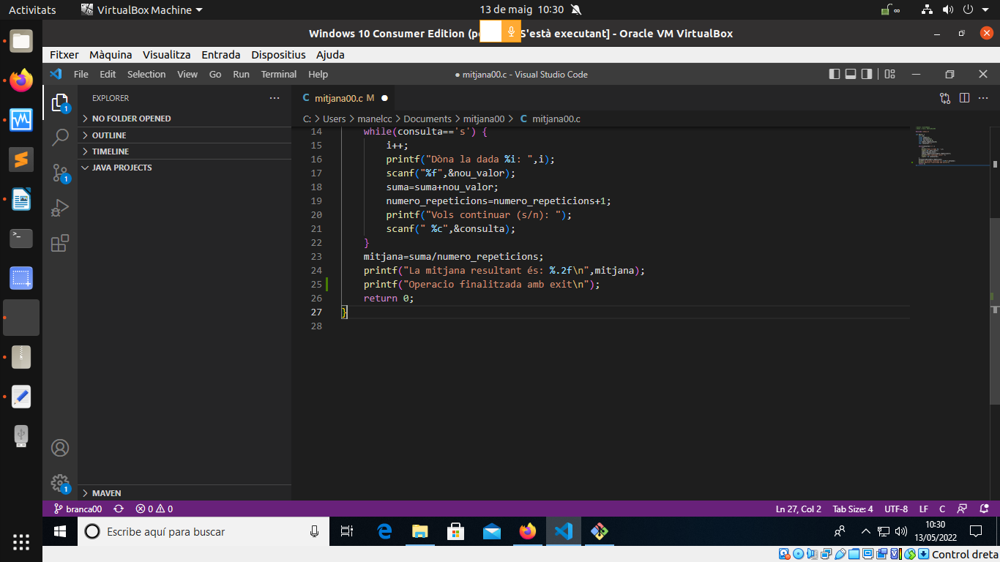 Activitats VirtualBox Machine 13 de maig 10:30
Windows 10 Consumer Edition (pe S'està executant] - Oracle VM VirtualBox
Fitxer Màquina Visualitza Entrada Dispositius Ajuda
File Edit Selection View Go Run Terminal Help ● mitjana00.c - Visual Studio Code
EXPLORER ... C mitjana00.c M ●
C: > Users > manelcc > Documents > mitjana00 > C mitjana00.c
NO FOLDER OPENED
OUTLINE
TIMELINE
JAVA PROJECTS
14 while(consulta=='s') {
15 i++;
16 printf("Dòna la dada %i: ",i);
17 scanf("%f",&nou_valor);
18 suma=suma+nou_valor;
19 numero_repeticions=numero_repeticions+1;
20 printf("Vols continuar (s/n): ");
21 scanf(" %c",&consulta);
22 }
23 mitjana=suma/numero_repeticions;
24 printf("La mitjana resultant és: %.2f\n",mitjana);
25 printf("Operacio finalitzada amb exit\n");
26 return 0;
27 }
28
1
1
1
MAVEN
branca00 0 0 Ln 27, Col 2 Tab Size: 4 UTF-8 LF C
Escribe aquí para buscar 10:30
13/05/2022
Control dreta